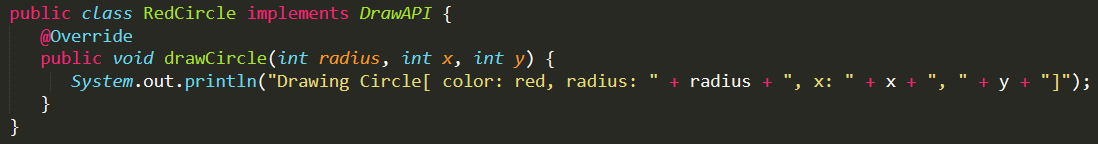 public class RedCircle implements DrawAPI {
@Override
public void drawCircle(int radius, int x, int y) {
System.out.println("Drawing Circle[ color: red, radius: " + radius + ", x: " + x + ", " + y + "]");
}
}